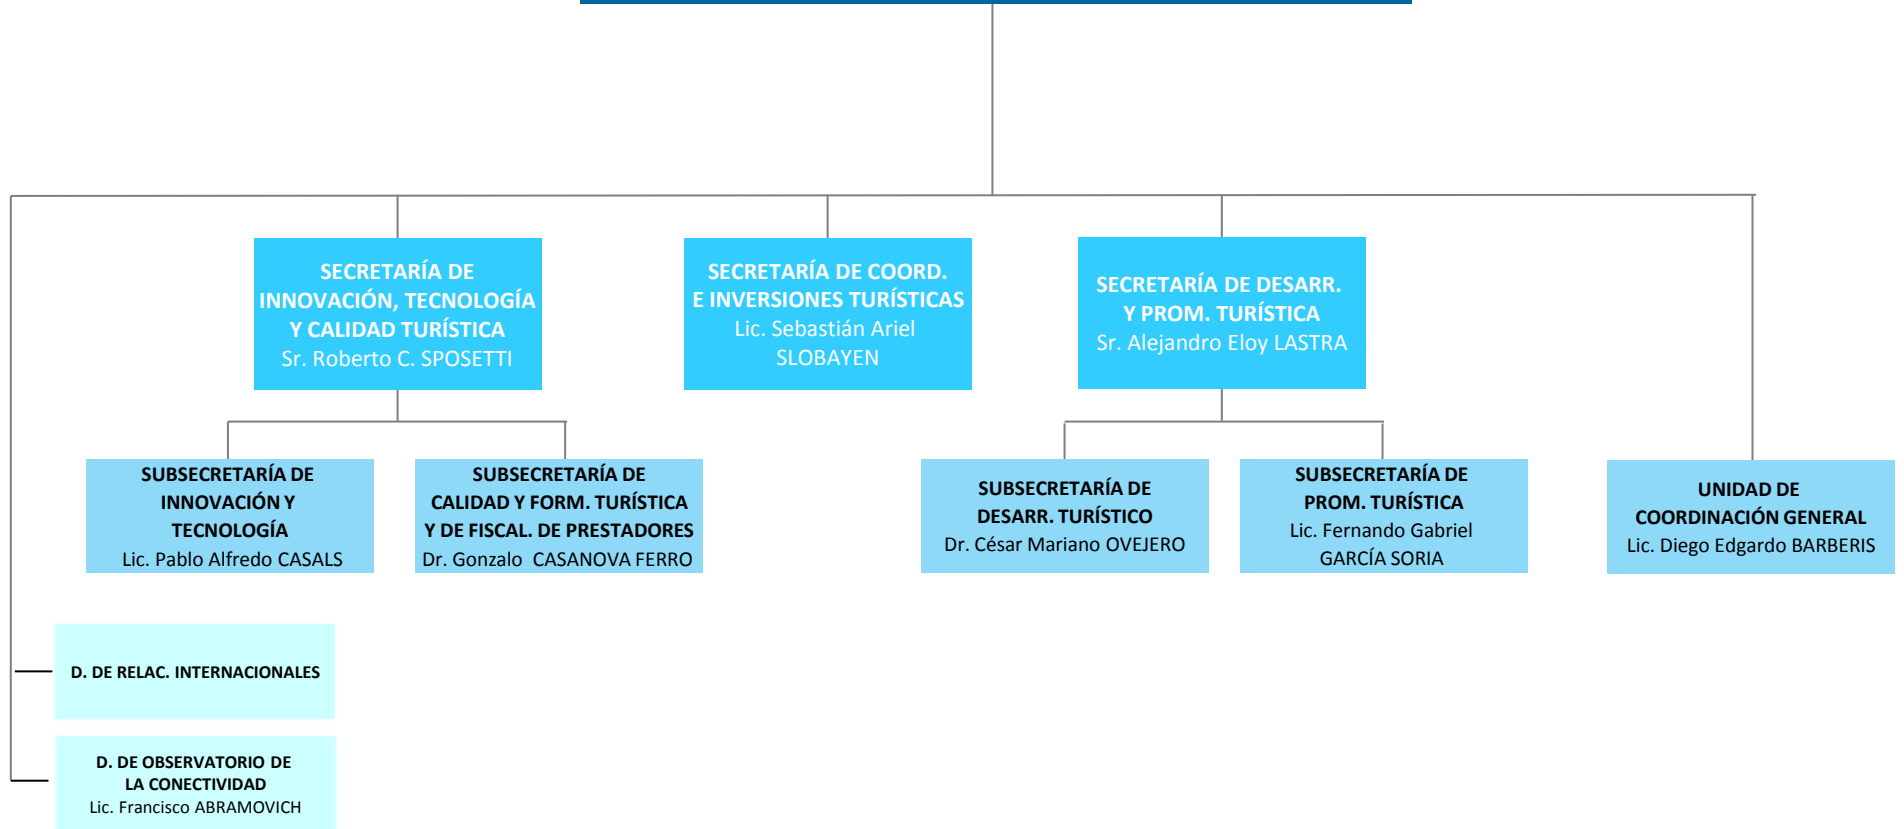 SECRETARÍA DE
INNOVACIÓN, TECNOLOGÍA
Y CALIDAD TURÍSTICA
Sr. Roberto C. SPOSETTI
SECRETARÍA DE COORD.
E INVERSIONES TURÍSTICAS
Lic. Sebastián Ariel
SLOBAYEN
SECRETARÍA DE DESARR.
Y PROM. TURÍSTICA
Sr. Alejandro Eloy LASTRA
SUBSECRETARÍA DE
INNOVACIÓN Y
TECNOLOGÍA
Lic. Pablo Alfredo CASALS
SUBSECRETARÍA DE
CALIDAD Y FORM. TURÍSTICA
Y DE FISCAL. DE PRESTADORES
Dr. Gonzalo CASANOVA FERRO
SUBSECRETARÍA DE
DESARR. TURÍSTICO
Dr. César Mariano OVEJERO
SUBSECRETARÍA DE
PROM. TURÍSTICA
Lic. Fernando Gabriel
GARCÍA SORIA
UNIDAD DE
COORDINACIÓN GENERAL
Lic. Diego Edgardo BARBERIS
D. DE RELAC. INTERNACIONALES
D. DE OBSERVATORIO DE
LA CONECTIVIDAD
Lic. Francisco ABRAMOVICH